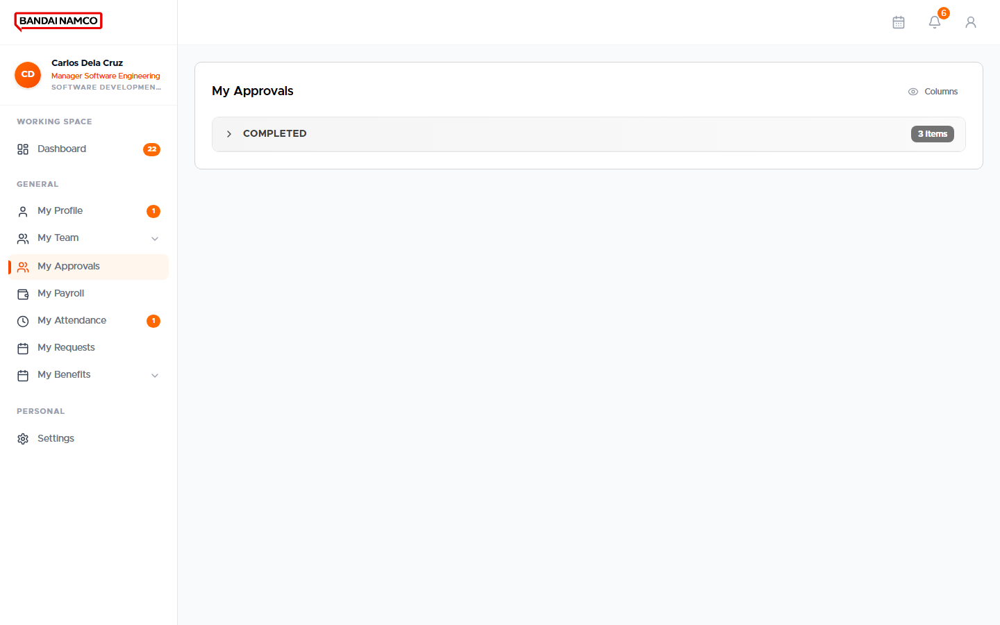 BANDAI NAMCO
6
CD
Carlos Dela Cruz
Manager Software Engineering
SOFTWARE DEVELOPMEN...
WORKING SPACE
Dashboard
22
GENERAL
My Profile
1
My Team
My Approvals
My Payroll
My Attendance
1
My Requests
My Benefits
PERSONAL
Settings
My Approvals
Columns
COMPLETED
3 Items